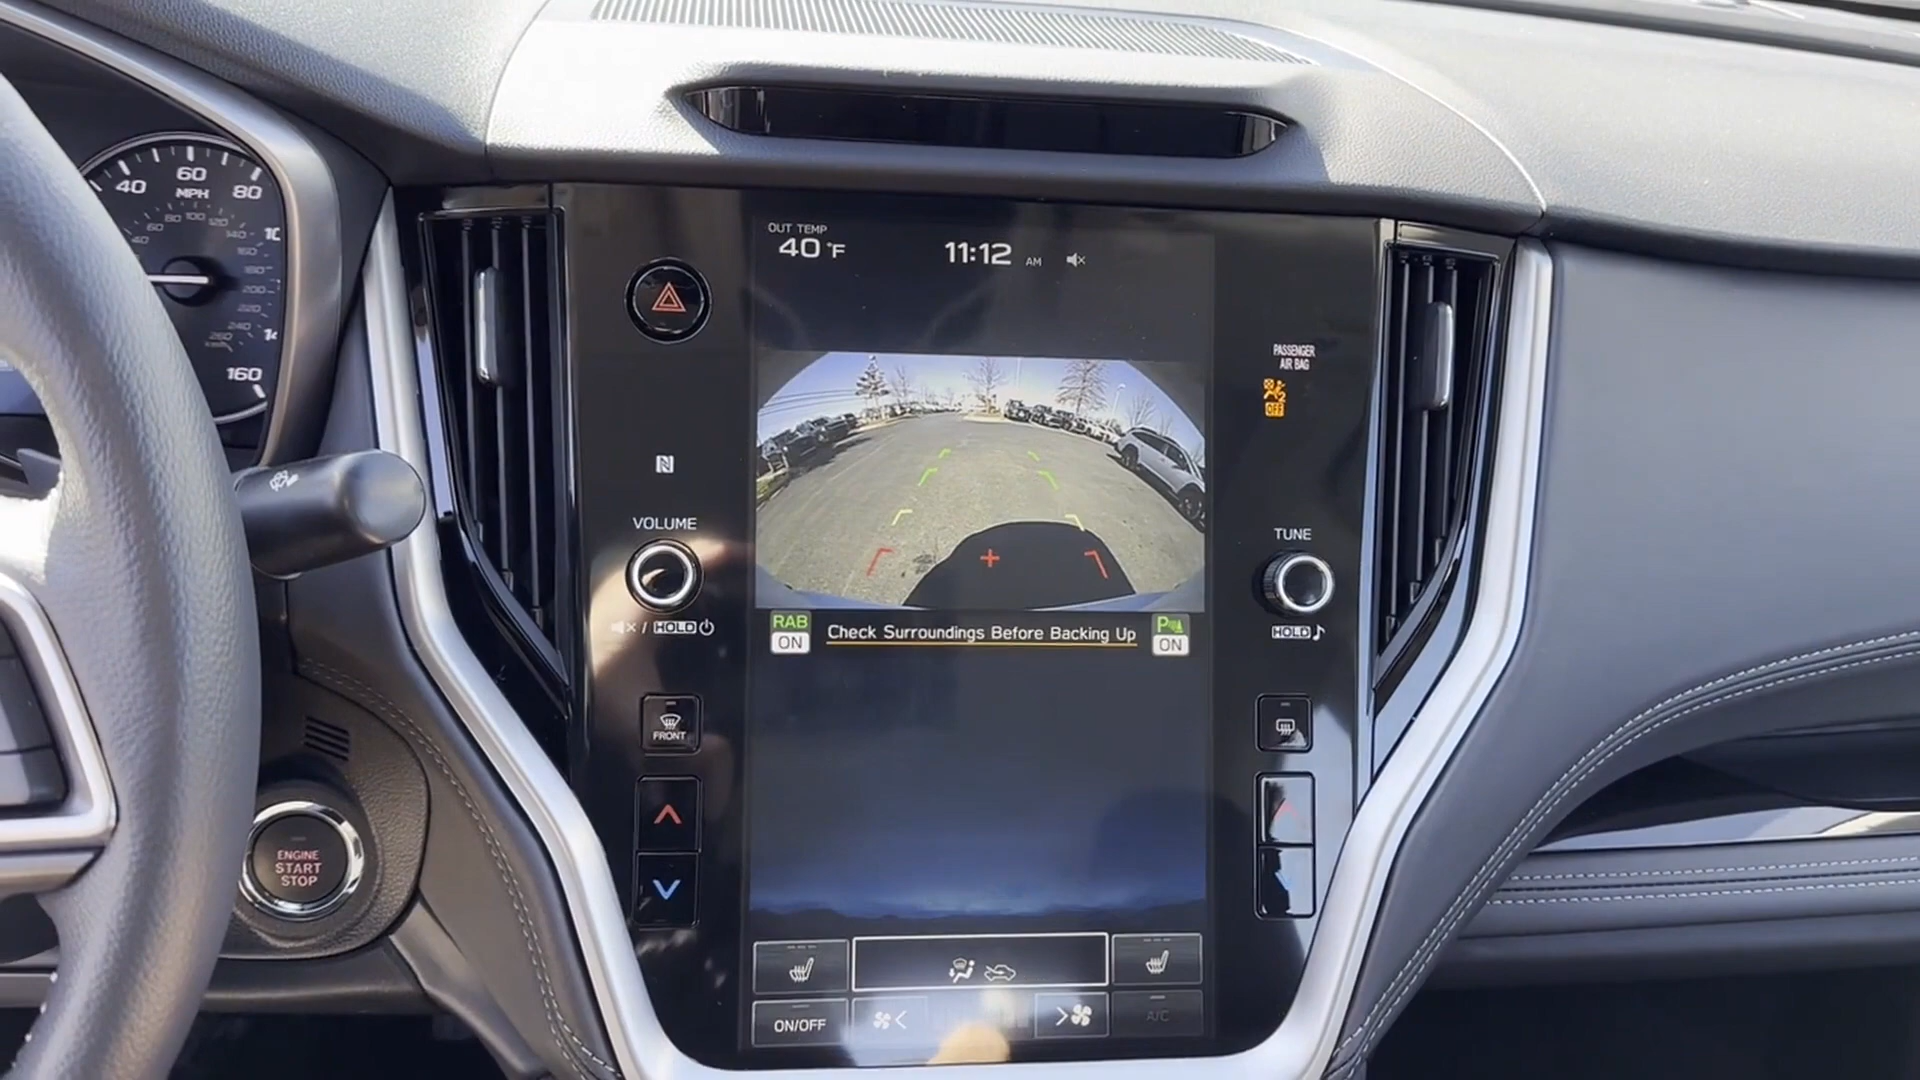 40
60
80
MPH
160
OUT TEMP
40 °F
11:12 AM
PASSENGER
AIR BAG
2
OFF
VOLUME
TUNE
/ HOLD
HOLD
RAB
ON
Check Surroundings Before Backing Up
P
ON
FRONT
ENGINE
START
STOP
ON/OFF
A/C